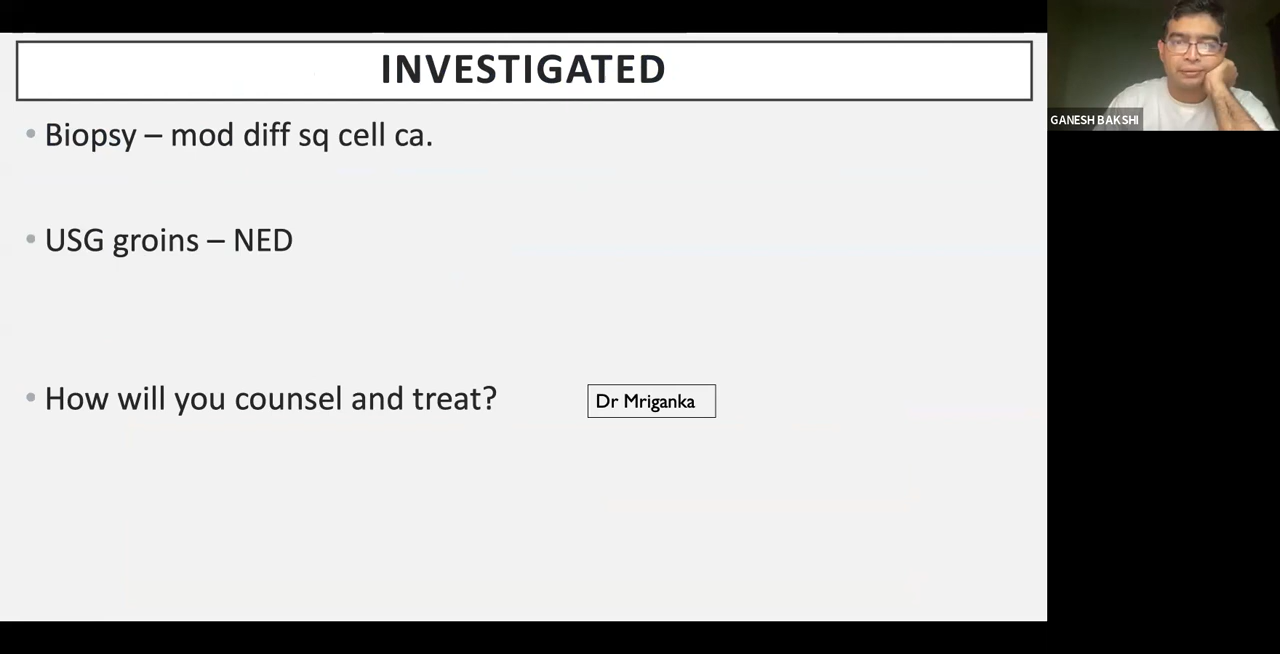 INVESTIGATED
• Biopsy – mod diff sq cell ca.
• USG groins – NED
• How will you counsel and treat?
Dr Mriganka
GANESH BAKSHI